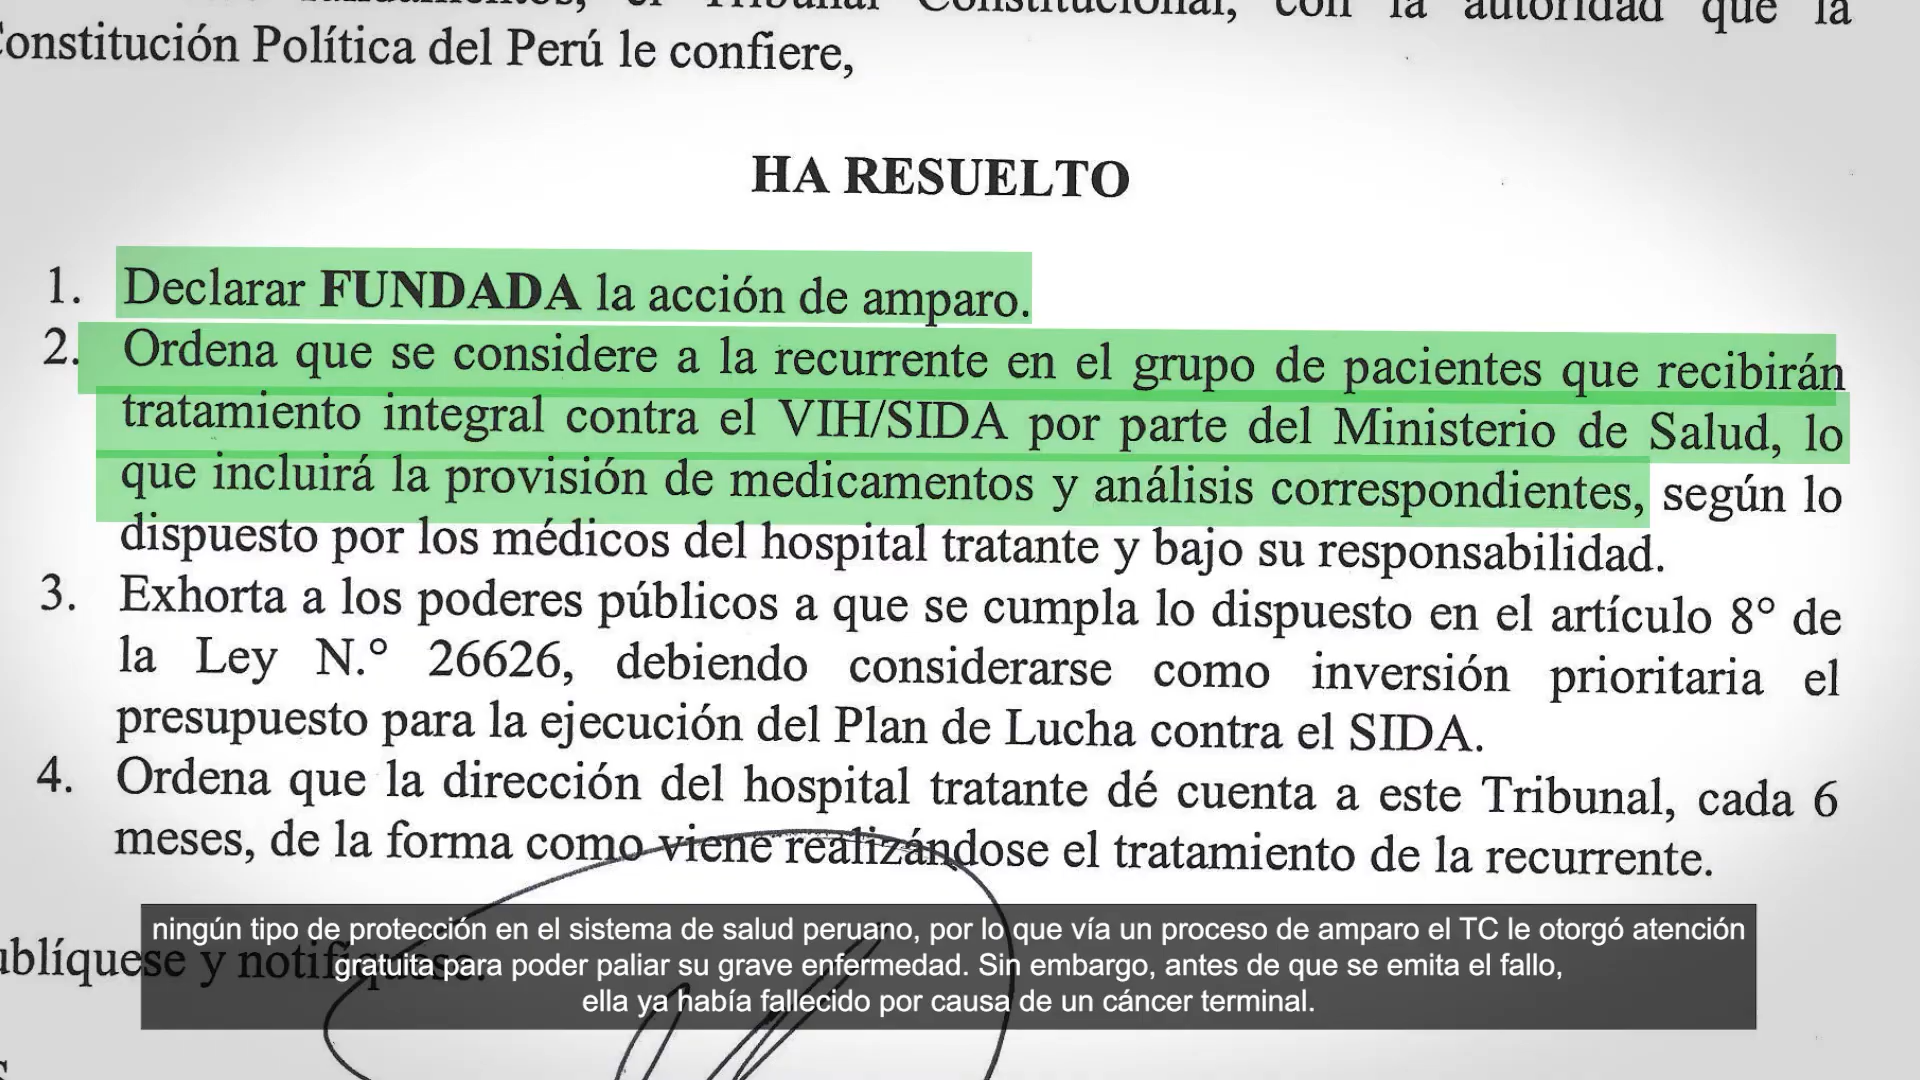 Tribunal Constitucional, con la autoridad que la
Constitución Política del Perú le confiere,
HA RESUELTO
1. Declarar FUNDADA la acción de amparo.
2. Ordena que se considere a la recurrente en el grupo de pacientes que recibirán
tratamiento integral contra el VIH/SIDA por parte del Ministerio de Salud, lo
que incluirá la provisión de medicamentos y análisis correspondientes, según lo
dispuesto por los médicos del hospital tratante y bajo su responsabilidad.
3. Exhorta a los poderes públicos a que se cumpla lo dispuesto en el artículo 8° de
la Ley N.° 26626, debiendo considerarse como inversión prioritaria el
presupuesto para la ejecución del Plan de Lucha contra el SIDA.
4. Ordena que la dirección del hospital tratante dé cuenta a este Tribunal, cada 6
meses, de la forma como viene realizándose el tratamiento de la recurrente.
ublíquese y notifíquese.
ningún tipo de protección en el sistema de salud peruano, por lo que vía un proceso de amparo el TC le otorgó atención
gratuita para poder paliar su grave enfermedad. Sin embargo, antes de que se emita el fallo,
ella ya había fallecido por causa de un cáncer terminal.